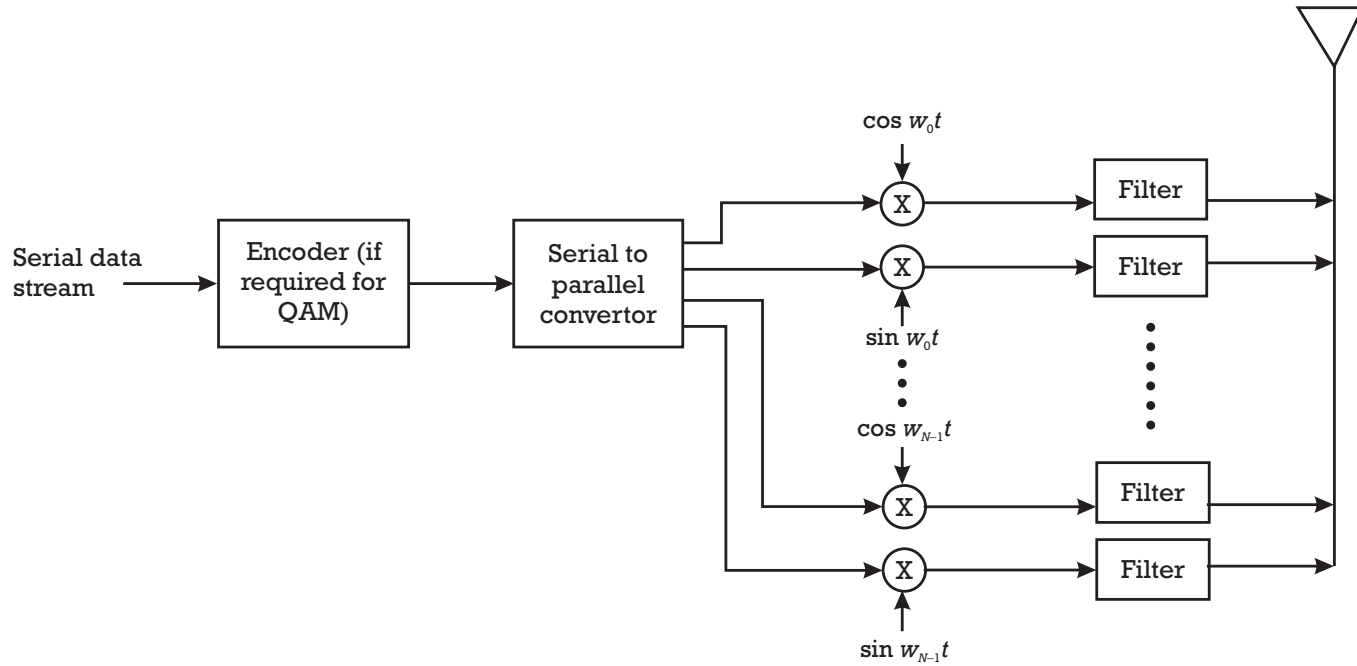 Serial data
stream
Encoder (if
required for
QAM)
Serial to
parallel
convertor
cos w₀t
X
Filter
X
Filter
sin w₀t
cos wN–1t
X
Filter
X
Filter
sin wN–1t